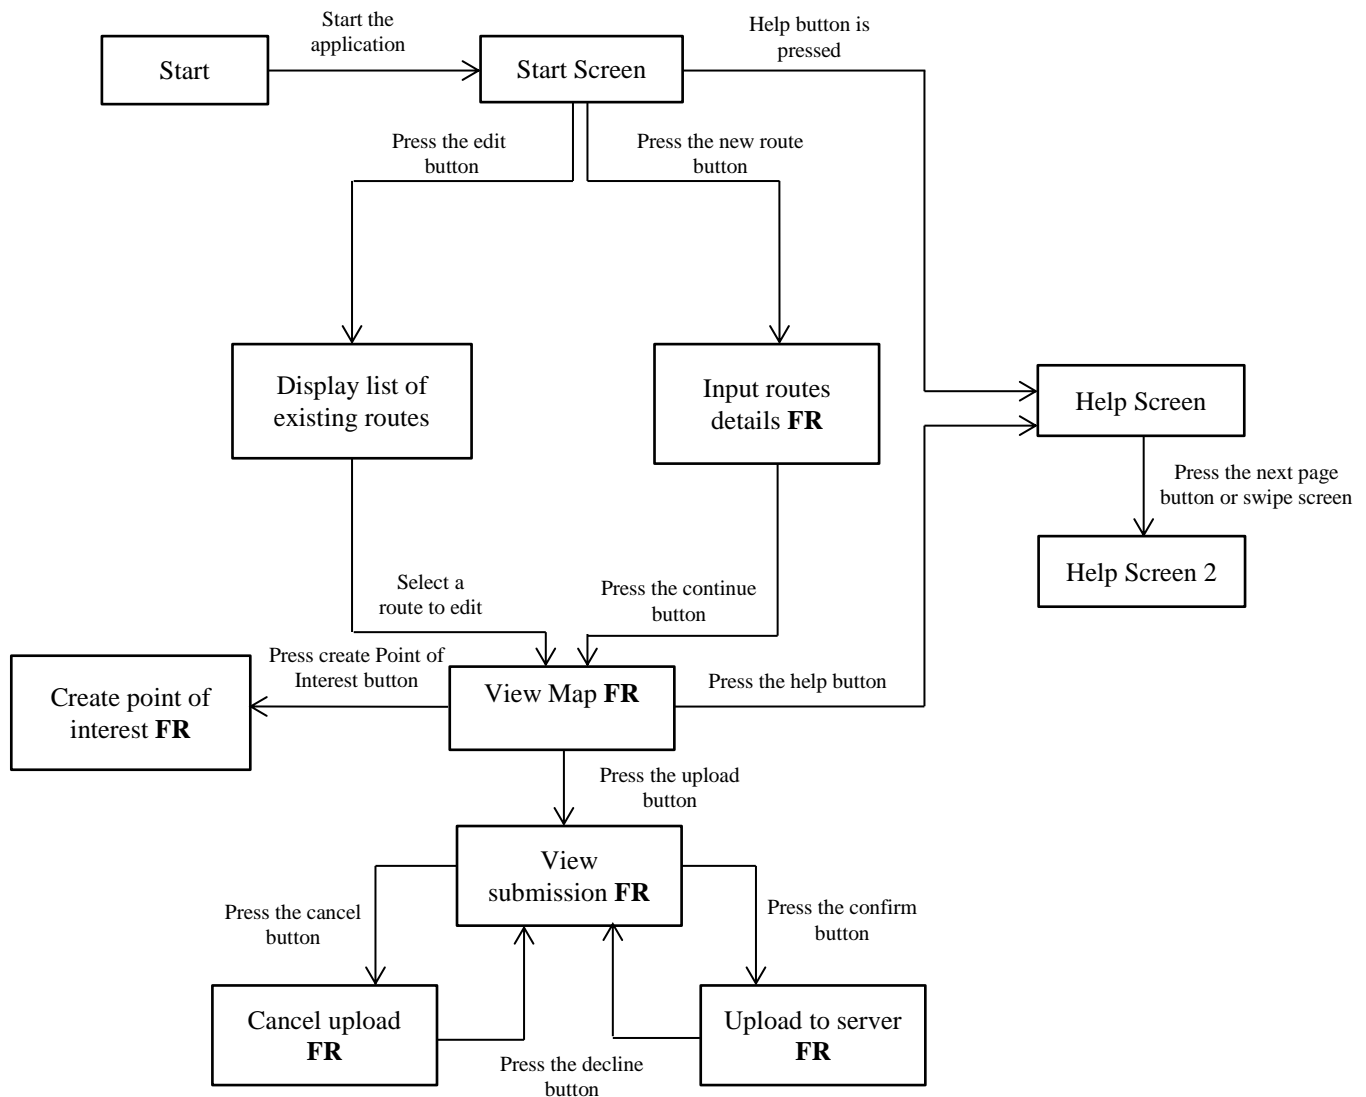 Start the
application
Help button is
pressed
Start
Start Screen
Press the edit
button
Press the new route
button
Display list of
existing routes
Input routes
details FR
Help Screen
Press the next page
button or swipe screen
Help Screen 2
Select a
route to edit
Press the continue
button
Press create Point of
Interest button
Create point of
interest FR
View Map FR
Press the help button
Press the upload
button
View
submission FR
Press the cancel
button
Press the confirm
button
Cancel upload
FR
Upload to server
FR
Press the decline
button